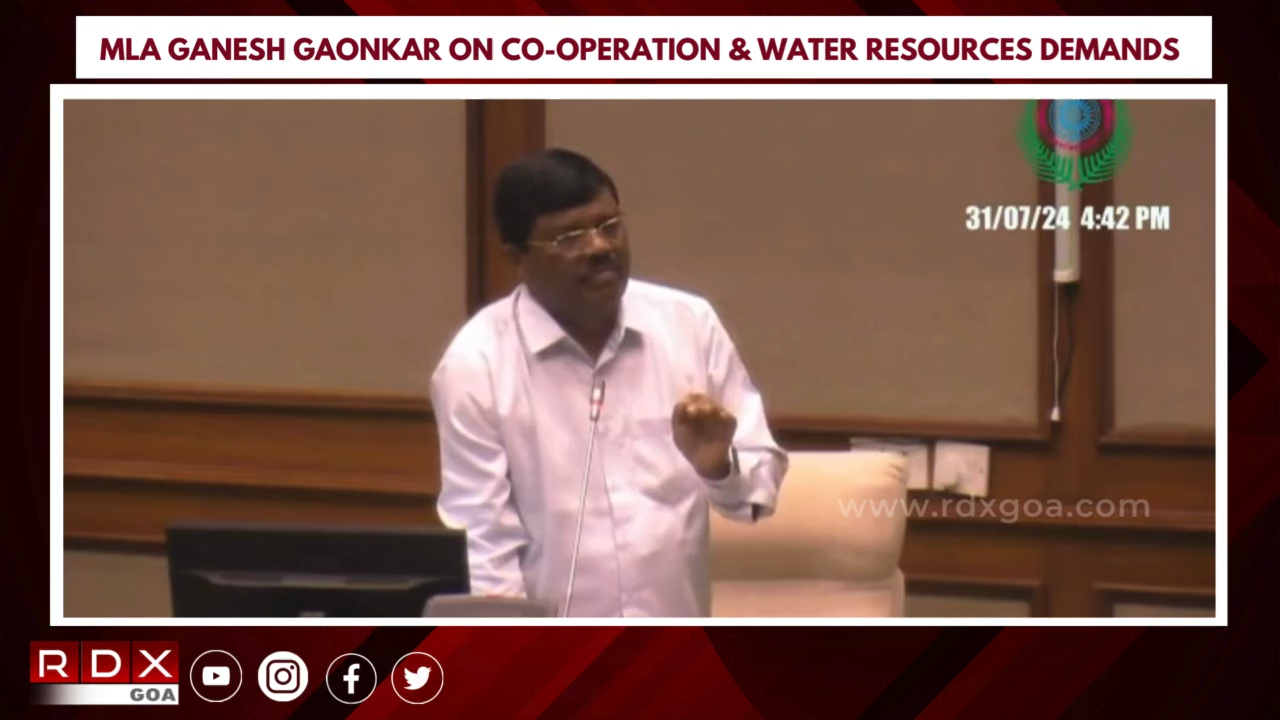 MLA GANESH GAONKAR ON CO-OPERATION & WATER RESOURCES DEMANDS
31/07/24 4:42 PM
www.rdxgoa.com
RDX
GOA